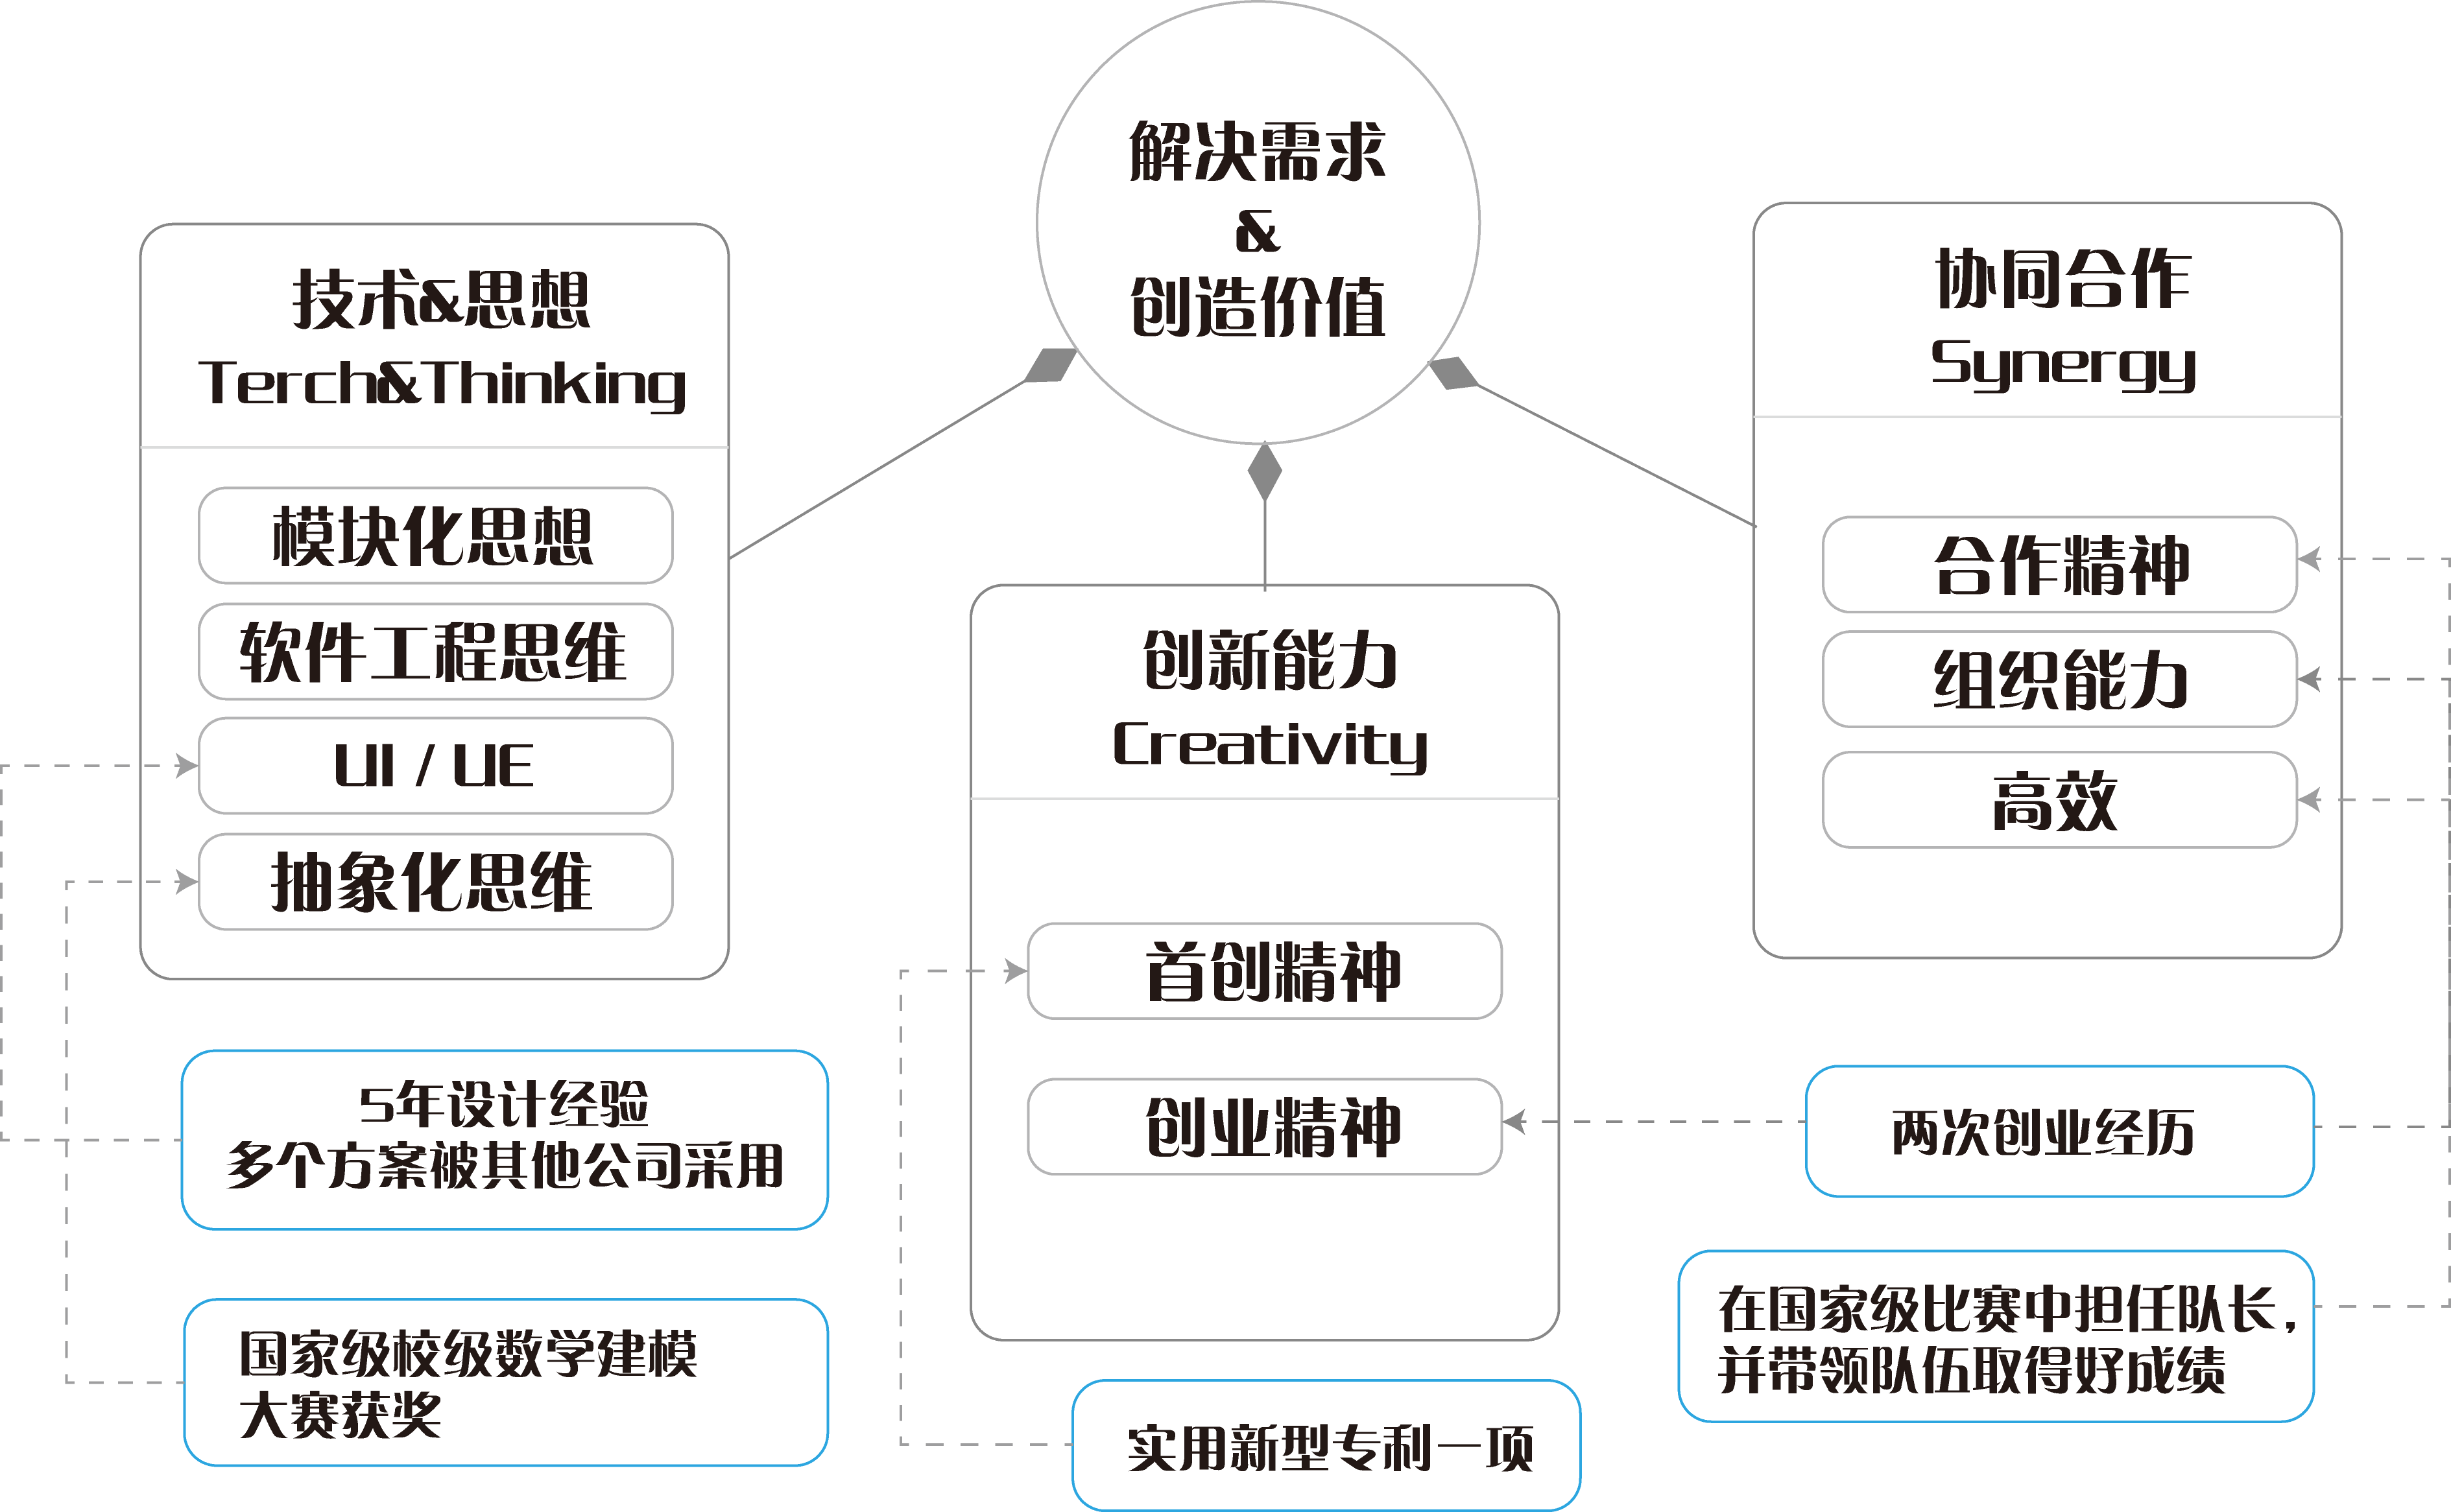 解决需求
&
创造价值
技术&思想
Terch&Thinking
模块化思想
软件工程思维
UI / UE
抽象化思维
创新能力
Creativity
首创精神
创业精神
协同合作
Synergy
合作精神
组织能力
高效
5年设计经验
多个方案被其他公司采用
国家级校级数学建模
大赛获奖
实用新型专利一项
两次创业经历
在国家级比赛中担任队长，
并带领队伍取得好成绩